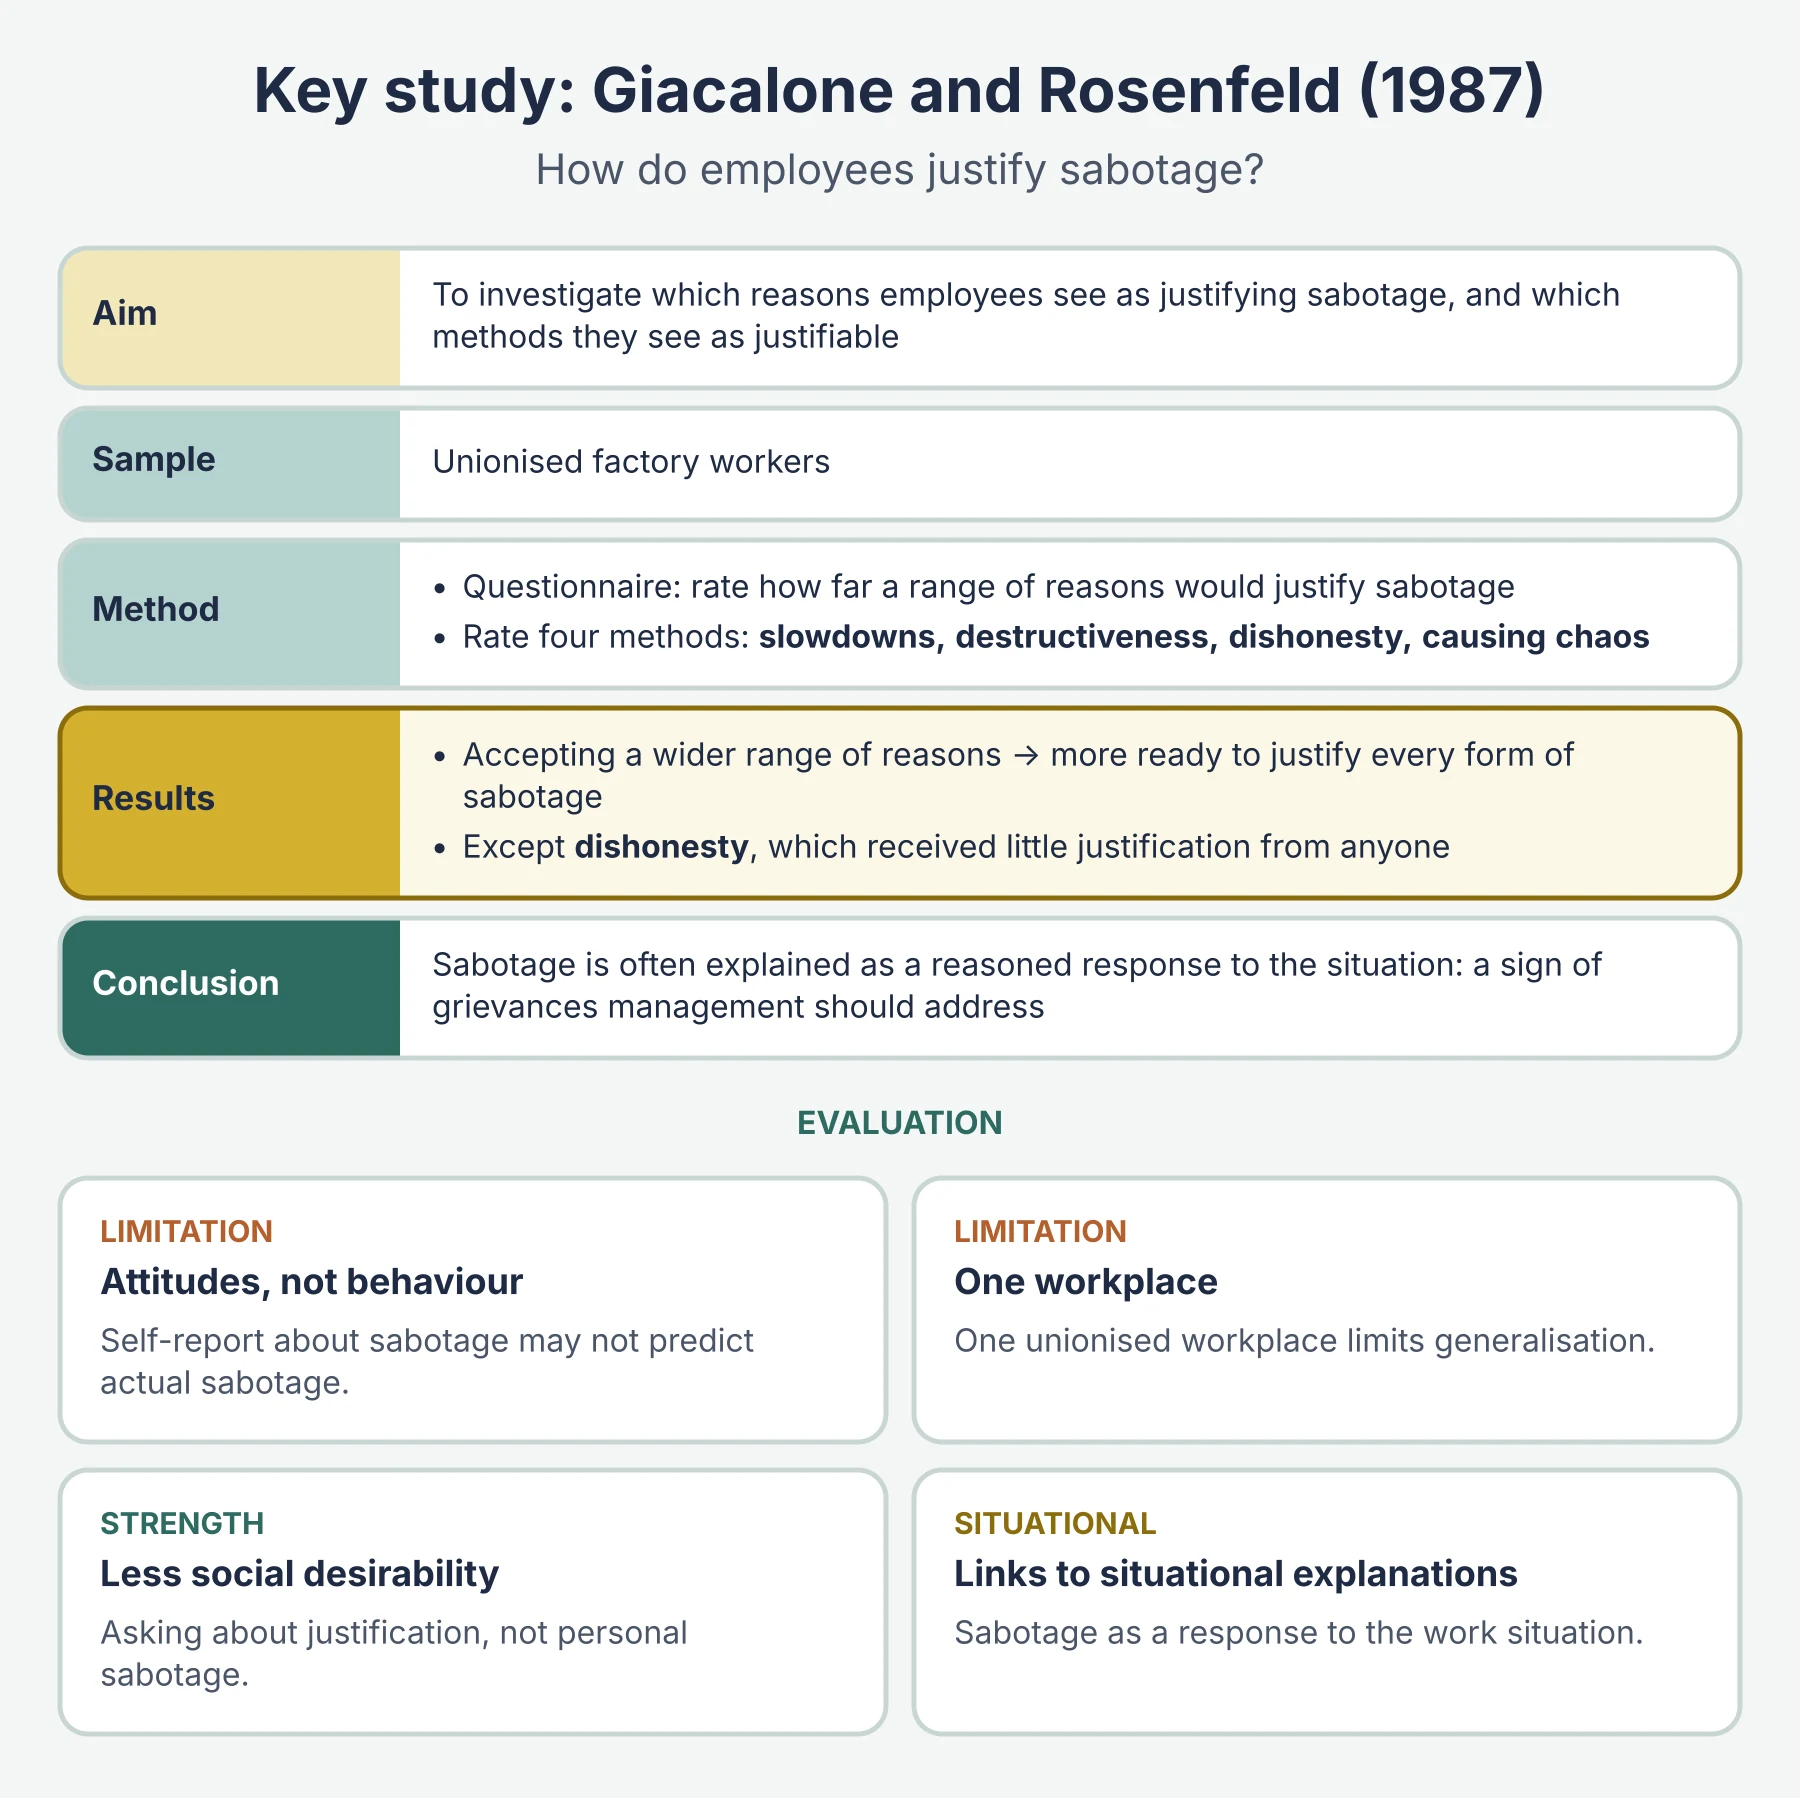 Key study: Giacalone and Rosenfeld (1987)
How do employees justify sabotage?
Aim
To investigate which reasons employees see as justifying sabotage, and which
methods they see as justifiable
Sample
Unionised factory workers
Method
• Questionnaire: rate how far a range of reasons would justify sabotage
• Rate four methods: slowdowns, destructiveness, dishonesty, causing chaos
Results
• Accepting a wider range of reasons → more ready to justify every form of
sabotage
• Except dishonesty, which received little justification from anyone
Conclusion
Sabotage is often explained as a reasoned response to the situation: a sign of
grievances management should address
EVALUATION
LIMITATION
Attitudes, not behaviour
Self-report about sabotage may not predict
actual sabotage.
LIMITATION
One workplace
One unionised workplace limits generalisation.
STRENGTH
Less social desirability
Asking about justification, not personal
sabotage.
SITUATIONAL
Links to situational explanations
Sabotage as a response to the work situation.